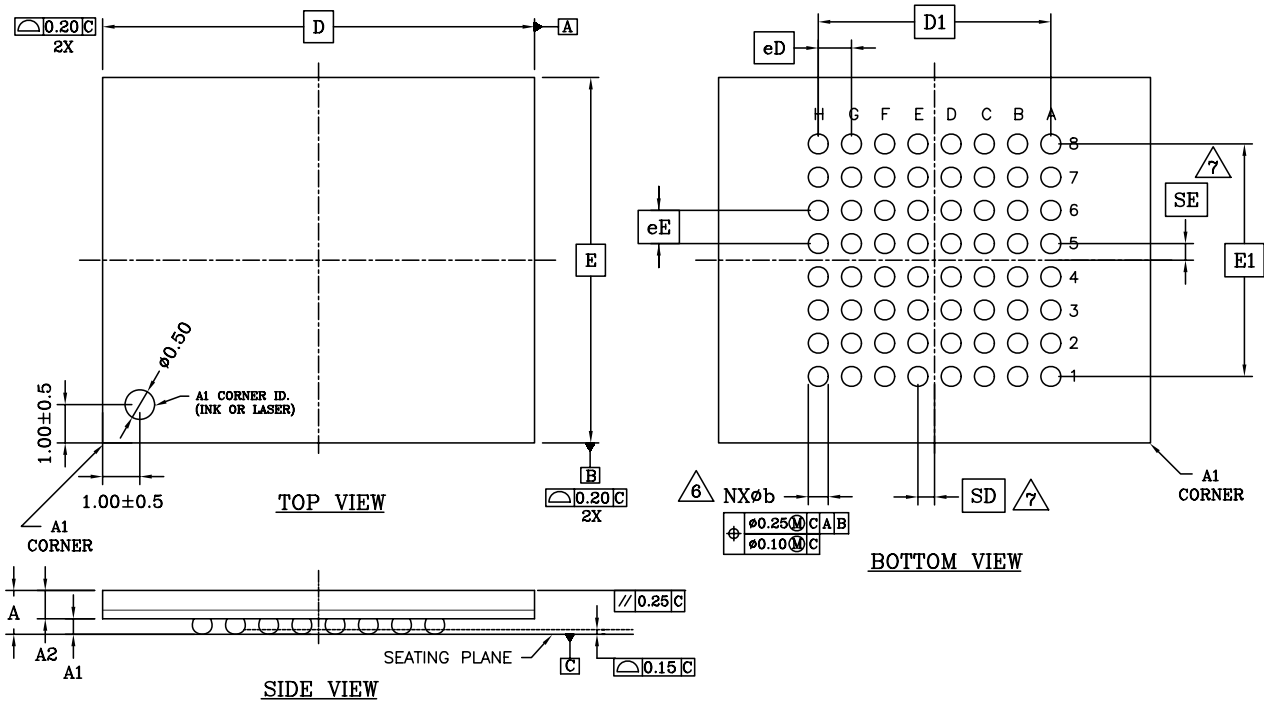 ⌓ 0.20 C
2X
D
A
E
B
⌓ 0.20 C
2X
ø0.50
A1 CORNER ID.
(INK OR LASER)
1.00±0.5
1.00±0.5
A1
CORNER
TOP VIEW
D1
eD
H G F E D C B A
8
7
6
5
4
3
2
1
7
SE
eE
E1
6
NXøb
SD
7
⌖ ø0.25Ⓜ C A B
ø0.10Ⓜ C
A1
CORNER
BOTTOM VIEW
A
A2
A1
// 0.25 C
SEATING PLANE
C
⌓ 0.15 C
SIDE VIEW